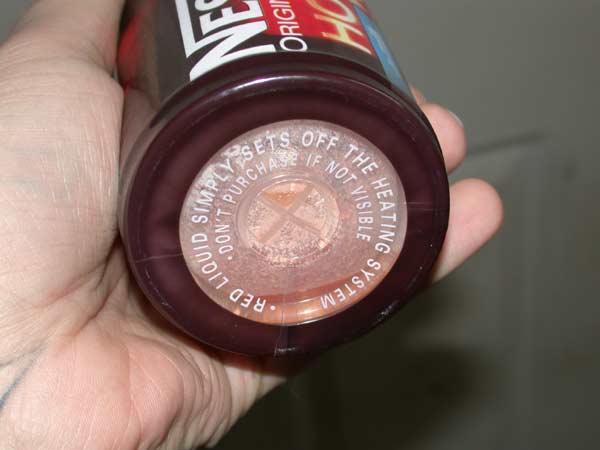 NES
ORIGIN
HO
• RED LIQUID SIMPLY SETS OFF THE HEATING SYSTEM
• DON'T PURCHASE IF NOT VISIBLE